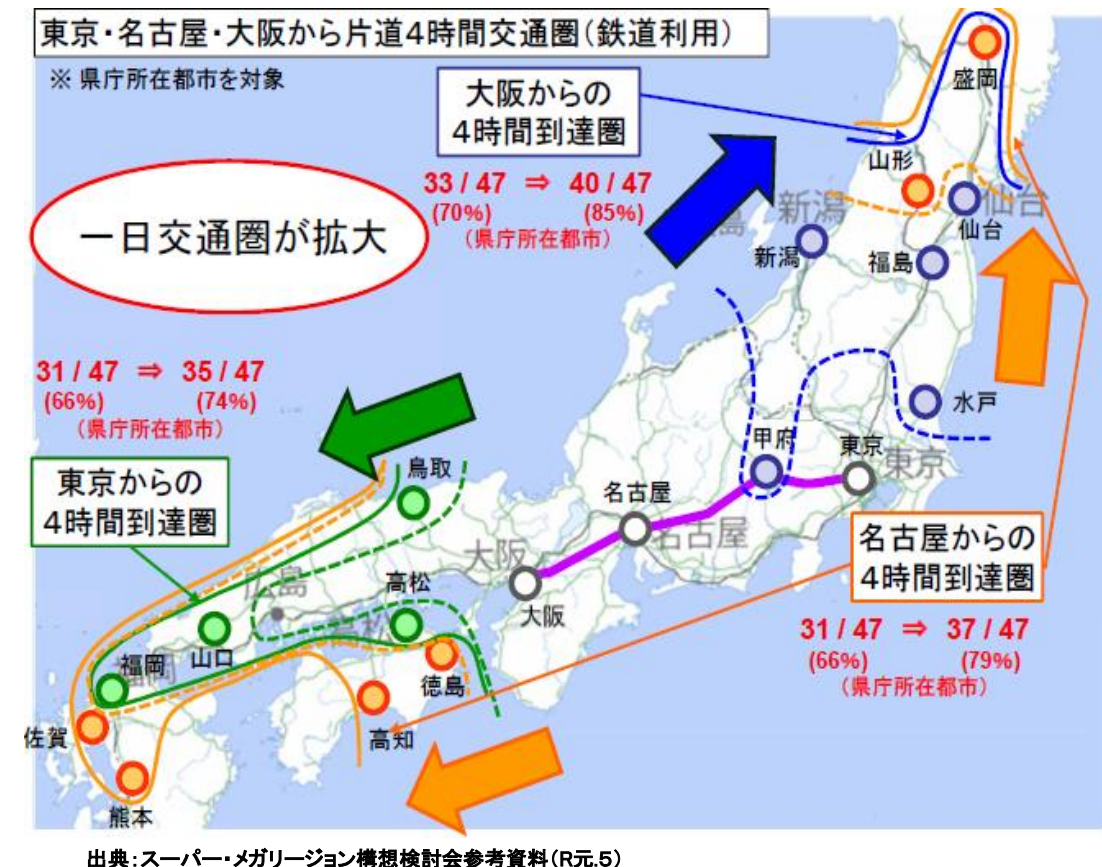 東京・名古屋・大阪から片道4時間交通圏(鉄道利用)
※ 県庁所在都市を対象
大阪からの
4時間到達圏
33 / 47 ⇒ 40 / 47
(70%) (85%)
(県庁所在都市)
一日交通圏が拡大
31 / 47 ⇒ 35 / 47
(66%) (74%)
(県庁所在都市)
東京からの
4時間到達圏
名古屋からの
4時間到達圏
31 / 47 ⇒ 37 / 47
(66%) (79%)
(県庁所在都市)
盛岡
山形
仙台
仙台
新潟
新潟
福島
水戸
甲府
東京
東京
名古屋
名古屋
大阪
大阪
鳥取
広島
高松
高松
徳島
高知
山口
福岡
福岡
佐賀
熊本
出典:スーパー・メガリージョン構想検討会参考資料(R元.5)